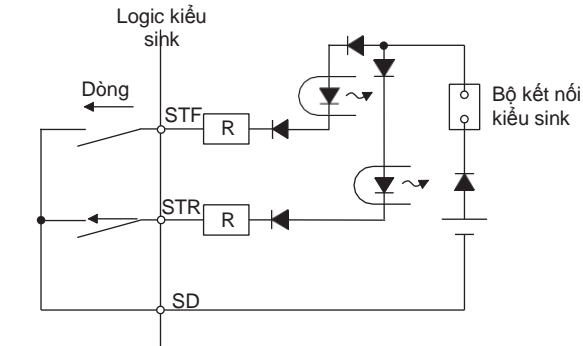 Logic kiểu
sink
Dòng
STF
R
Bộ kết nối
kiểu sink
STR
R
SD